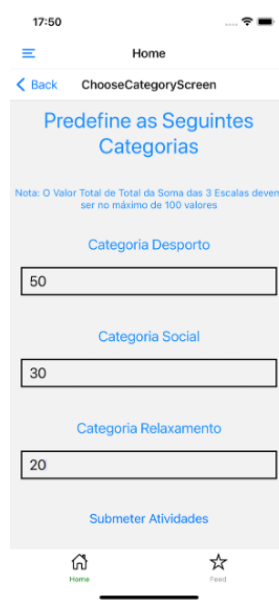 17:50
Home
Back ChooseCategoryScreen
Predefine as Seguintes
Categorias
Nota: O Valor Total de Total da Soma das 3 Escalas devem
ser no máximo de 100 valores
Categoria Desporto
50
Categoria Social
30
Categoria Relaxamento
20
Submeter Atividades
Home Feed